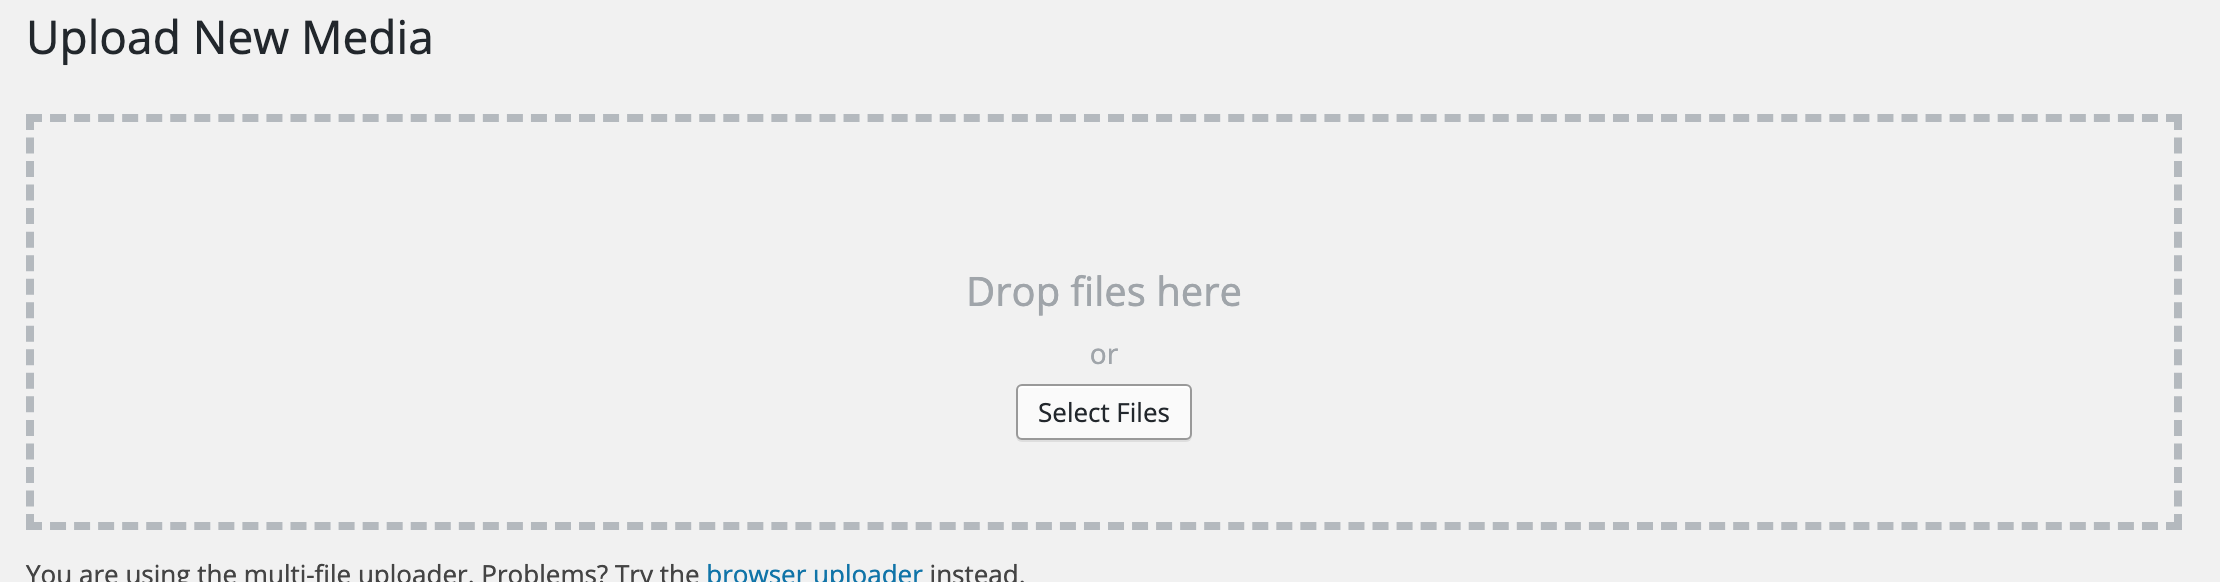 Upload New Media
Drop files here
or
Select Files
You are using the multi-file uploader. Problems? Try the browser uploader instead.